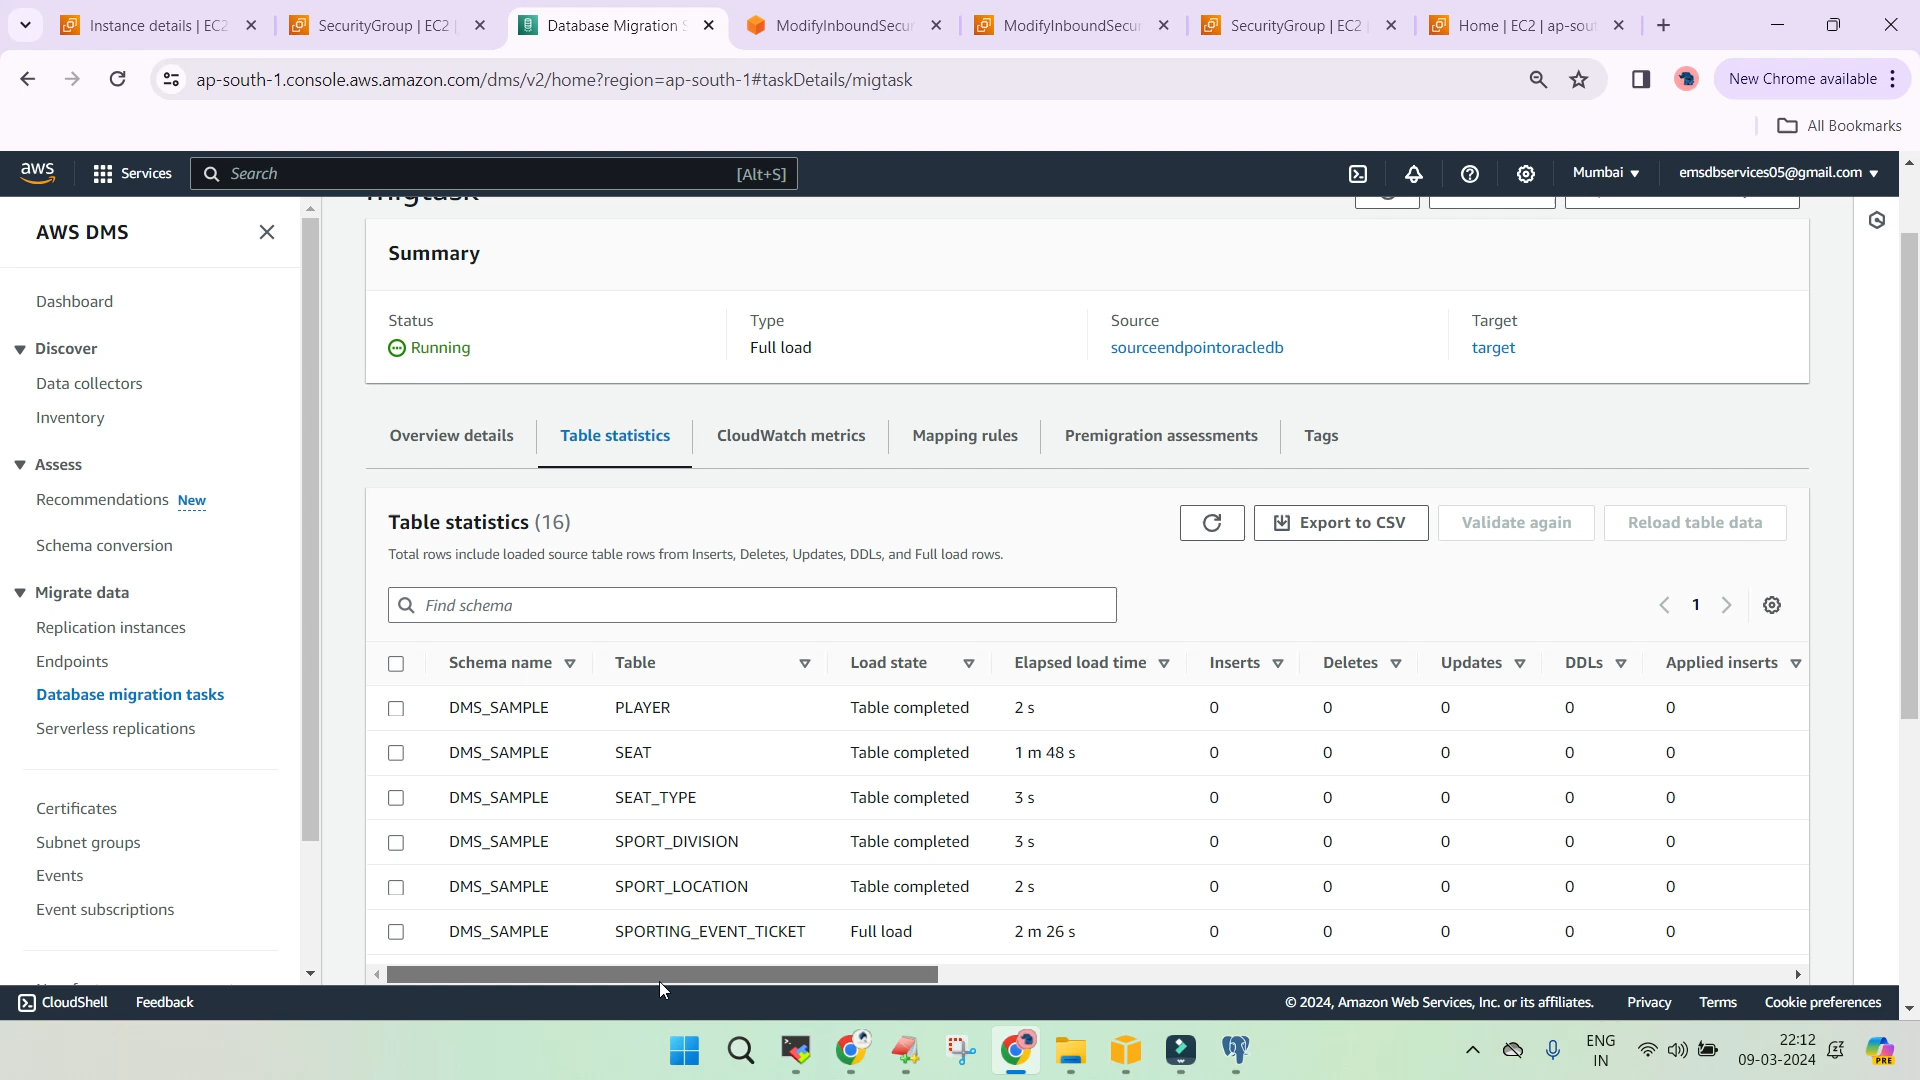 Instance details | EC2
SecurityGroup | EC2 |
Database Migration S
ModifyInboundSecur
ModifyInboundSecur
SecurityGroup | EC2 |
Home | EC2 | ap-sout
ap-south-1.console.aws.amazon.com/dms/v2/home?region=ap-south-1#taskDetails/migtask
New Chrome available
All Bookmarks
aws
Services
Search
[Alt+S]
Mumbai
emsdbservices05@gmail.com
AWS DMS
Dashboard
Discover
Data collectors
Inventory
Assess
Recommendations New
Schema conversion
Migrate data
Replication instances
Endpoints
Database migration tasks
Serverless replications
Certificates
Subnet groups
Events
Event subscriptions
migtask
Summary
Status
Type
Source
Target
Running
Full load
sourceendpointoracledb
target
Overview details
Table statistics
CloudWatch metrics
Mapping rules
Premigration assessments
Tags
Table statistics (16)
Export to CSV
Validate again
Reload table data
Total rows include loaded source table rows from Inserts, Deletes, Updates, DDLs, and Full load rows.
Find schema
1
Schema name Table Load state Elapsed load time Inserts Deletes Updates DDLs Applied inserts
DMS_SAMPLE PLAYER Table completed 2 s 0 0 0 0 0
DMS_SAMPLE SEAT Table completed 1 m 48 s 0 0 0 0 0
DMS_SAMPLE SEAT_TYPE Table completed 3 s 0 0 0 0 0
DMS_SAMPLE SPORT_DIVISION Table completed 3 s 0 0 0 0 0
DMS_SAMPLE SPORT_LOCATION Table completed 2 s 0 0 0 0 0
DMS_SAMPLE SPORTING_EVENT_TICKET Full load 2 m 26 s 0 0 0 0 0
CloudShell
Feedback
© 2024, Amazon Web Services, Inc. or its affiliates.
Privacy
Terms
Cookie preferences
ENG
IN
22:12
09-03-2024
PRE